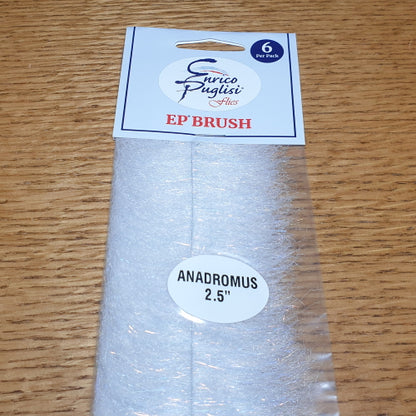 6
Per Pack
Enrico
Puglisi
Flies
EP® BRUSH
ANADROMUS
2.5"